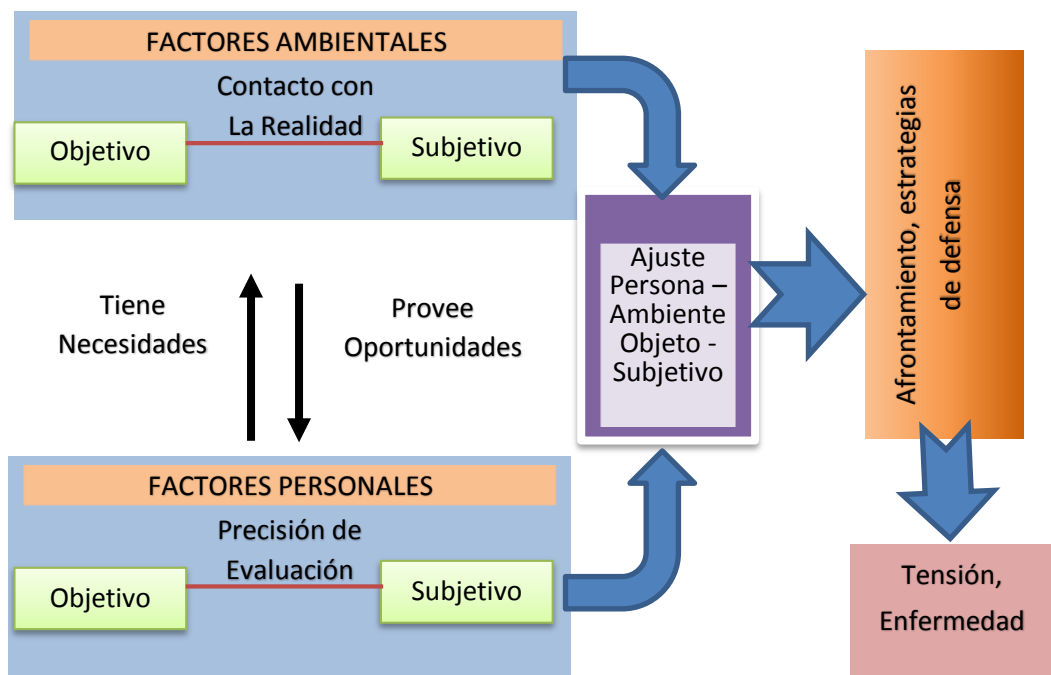 FACTORES AMBIENTALES
Contacto con
La Realidad
Objetivo
Subjetivo
Tiene
Necesidades
Provee
Oportunidades
FACTORES PERSONALES
Precisión de
Evaluación
Objetivo
Subjetivo
Ajuste
Persona –
Ambiente
Objeto -
Subjetivo
Afrontamiento, estrategias
de defensa
Tensión,
Enfermedad